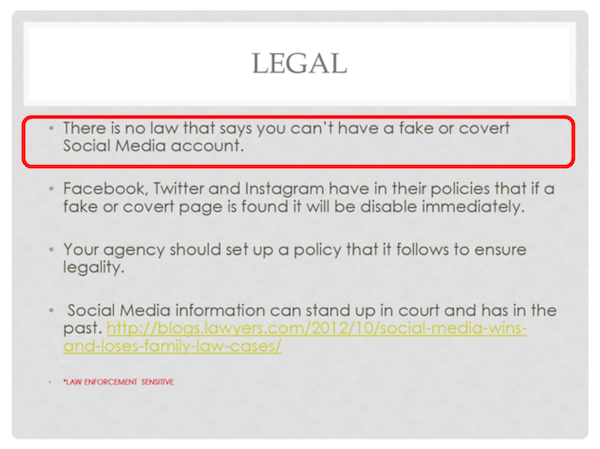 LEGAL
• There is no law that says you can't have a fake or covert
Social Media account.
• Facebook, Twitter and Instagram have in their policies that if a
fake or covert page is found it will be disable immediately.
• Your agency should set up a policy that it follows to ensure
legality.
• Social Media information can stand up in court and has in the
past. http://blogs.lawyers.com/2012/10/social-media-wins-
and-loses-family-law-cases/
• *LAW ENFORCEMENT SENSITIVE